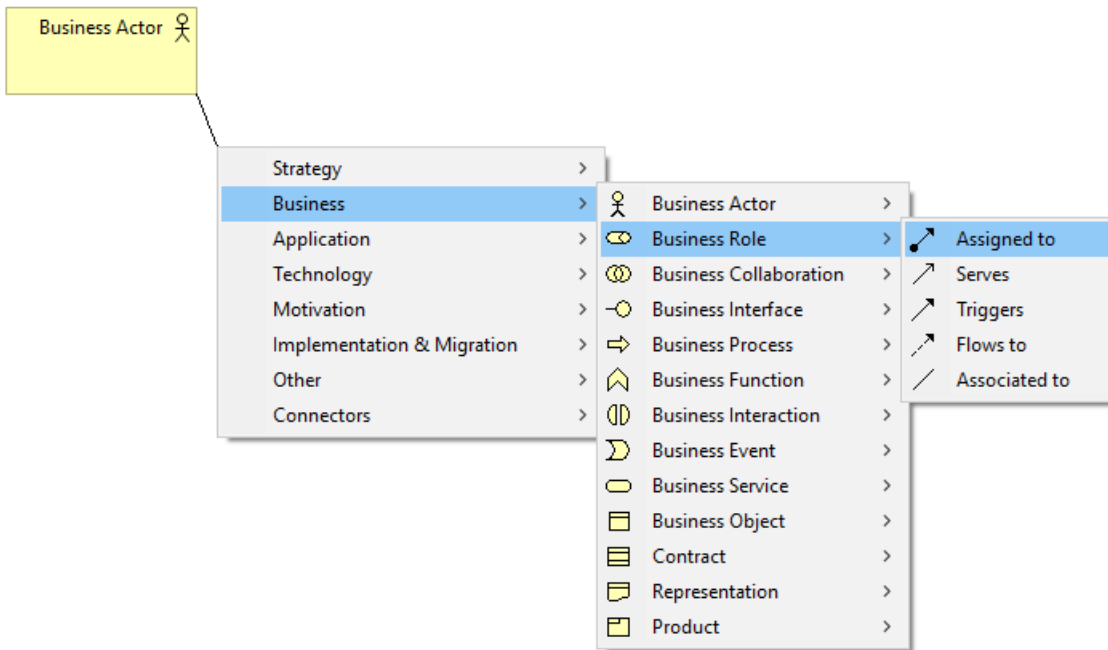 Business Actor
Strategy
Business
Application
Technology
Motivation
Implementation & Migration
Other
Connectors
Business Actor
Business Role
Business Collaboration
Business Interface
Business Process
Business Function
Business Interaction
Business Event
Business Service
Business Object
Contract
Representation
Product
Assigned to
Serves
Triggers
Flows to
Associated to